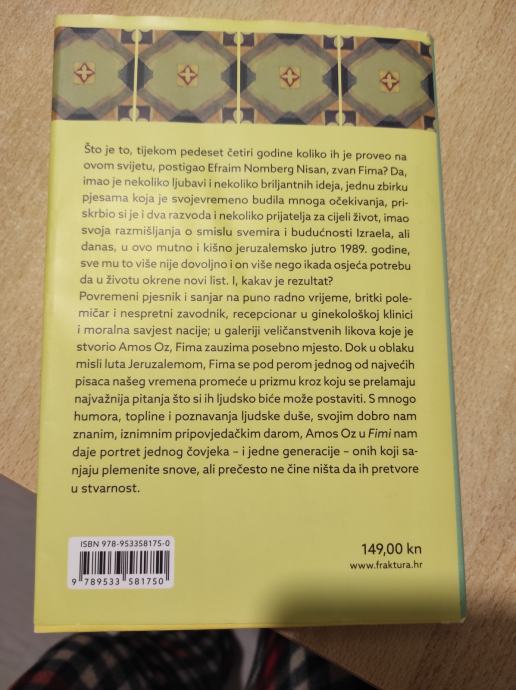 Što je to, tijekom pedeset četiri godine koliko ih je proveo na
ovom svijetu, postigao Efraim Nomberg Nisan, zvan Fima? Da,
imao je nekoliko ljubavi i nekoliko briljantnih ideja, jednu zbirku
pjesama koja je svojevremeno budila mnoga očekivanja, pri-
skrbio si je i dva razvoda i nekoliko prijatelja za cijeli život, imao
svoja razmišljanja o smislu svemira i budućnosti Izraela, ali
danas, u ovo mutno i kišno jeruzalemsko jutro 1989. godine,
sve mu to više nije dovoljno i on više nego ikada osjeća potrebu
da u životu okrene novi list. I, kakav je rezultat?
Povremeni pjesnik i sanjar na puno radno vrijeme, britki pole-
mičar i nespretni zavodnik, recepcionar u ginekološkoj klinici
i moralna savjest nacije; u galeriji veličanstvenih likova koje je
stvorio Amos Oz, Fima zauzima posebno mjesto. Dok u oblaku
misli luta Jeruzalemom, Fima se pod perom jednog od najvećih
pisaca našeg vremena promeće u prizmu kroz koju se prelamaju
najvažnija pitanja što si ih ljudsko biće može postaviti. S mnogo
humora, topline i poznavanja ljudske duše, svojim dobro nam
znanim, iznimnim pripovjedačkim darom, Amos Oz u Fimi nam
daje portret jednog čovjeka – i jedne generacije – onih koji sa-
njaju plemenite snove, ali prečesto ne čine ništa da ih pretvore
u stvarnost.
ISBN 978-953358175-0
9 789533 581750
149,00 kn
www.fraktura.hr